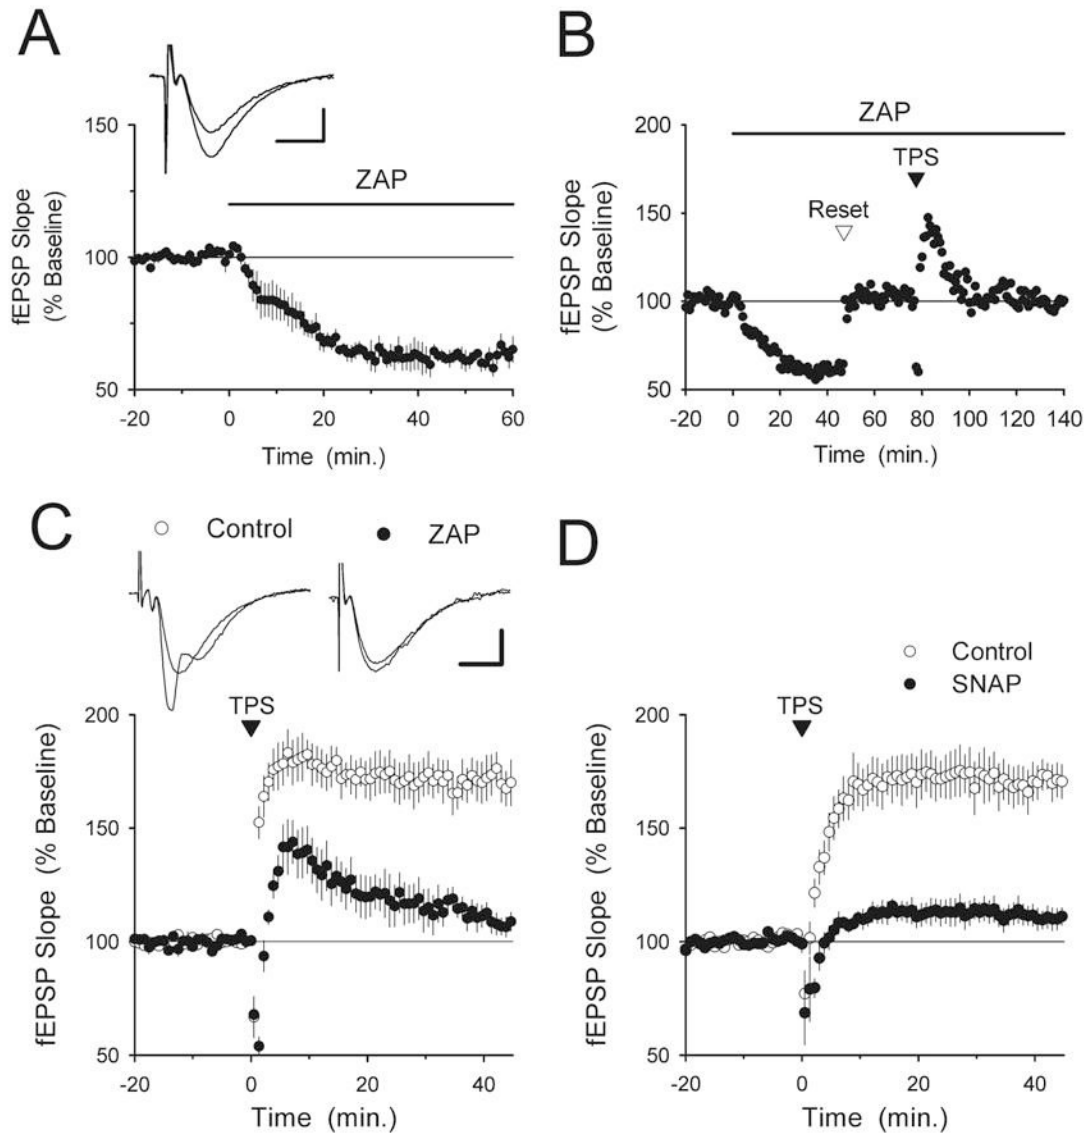 A
B
150
100
50
fEPSP Slope
(% Baseline)
ZAP
-20 0 20 40 60
Time (min.)
200
150
100
50
fEPSP Slope
(% Baseline)
ZAP
TPS
Reset
-20 0 20 40 60 80 100 120 140
Time (min.)
C
Control
ZAP
TPS
200
150
100
50
fEPSP Slope (% Baseline)
-20 0 20 40
Time (min.)
D
Control
SNAP
TPS
200
150
100
50
fEPSP Slope (% Baseline)
-20 0 20 40
Time (min.)